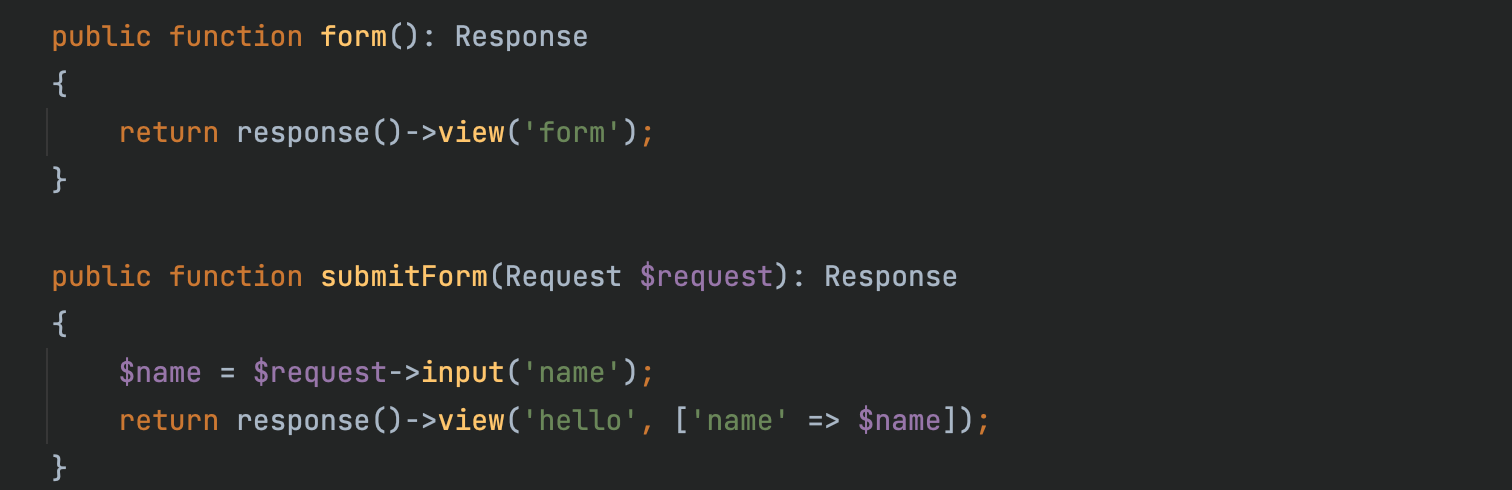 public function form(): Response
{
    return response()->view('form');
}

public function submitForm(Request $request): Response
{
    $name = $request->input('name');
    return response()->view('hello', ['name' => $name]);
}